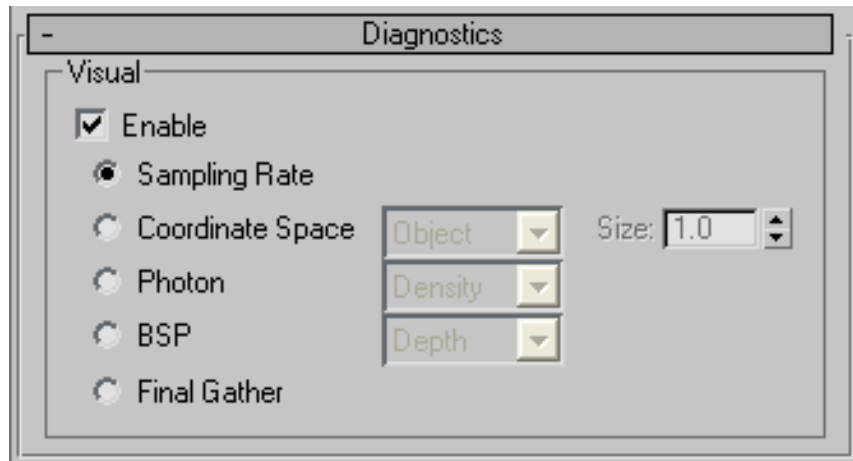 - Diagnostics
Visual
Enable
Sampling Rate
Coordinate Space Object Size: 1.0
Photon Density
BSP Depth
Final Gather